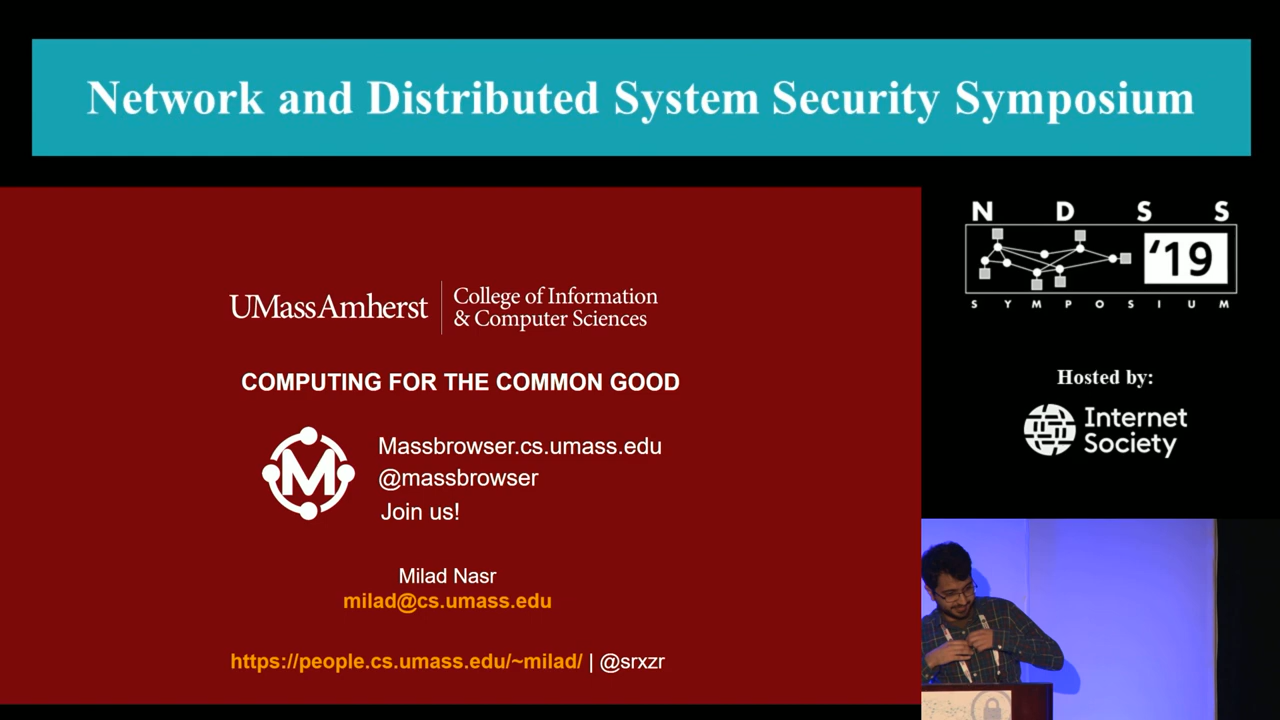 Network and Distributed System Security Symposium
N D S S
'19
S Y M P O S I U M
Hosted by:
Internet
Society
UMassAmherst
College of Information
& Computer Sciences
COMPUTING FOR THE COMMON GOOD
M
Massbrowser.cs.umass.edu
@massbrowser
Join us!
Milad Nasr
milad@cs.umass.edu
https://people.cs.umass.edu/~milad/ | @srxzr